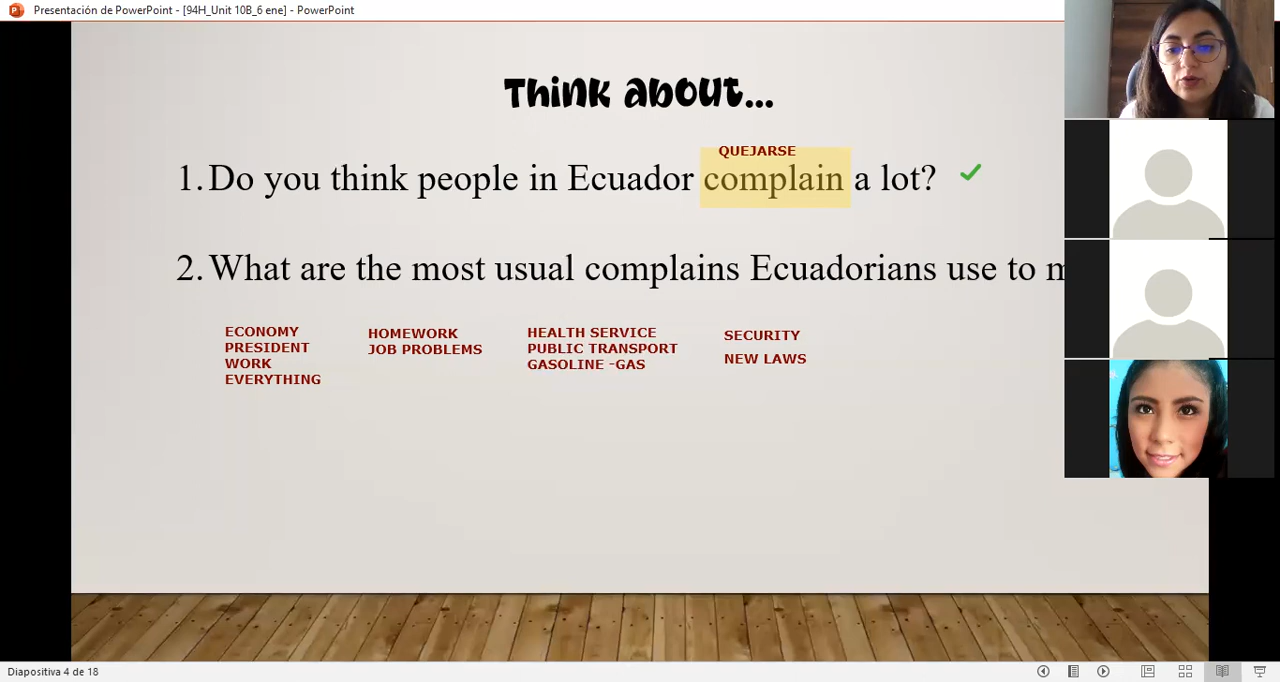 Presentación de PowerPoint - [94H_Unit 10B_6 ene] - PowerPoint
Think about...
QUEJARSE
1. Do you think people in Ecuador complain a lot?
2. What are the most usual complains Ecuadorians use to
ECONOMY
PRESIDENT
WORK
EVERYTHING
HOMEWORK
JOB PROBLEMS
HEALTH SERVICE
PUBLIC TRANSPORT
GASOLINE -GAS
SECURITY
NEW LAWS
Diapositiva 4 de 18